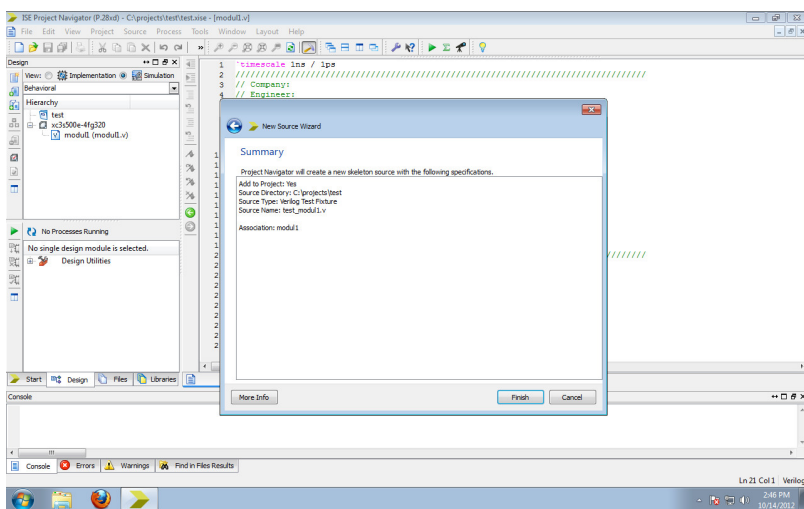 ISE Project Navigator (P.28xd) - C:\projects\test\test.xise - [modul1.v]
File Edit View Project Source Process Tools Window Layout Help
Design
View: Implementation Simulation
Behavioral
Hierarchy
test
xc3s500e-4fg320
modul1 (modul1.v)
No Processes Running
No single design module is selected.
Design Utilities
Start Design Files Libraries
1 `timescale 1ns / 1ps
2 ////////////////////////////////////////////////////////////////////////////////
3 // Company:
4 // Engineer:
New Source Wizard
Summary
Project Navigator will create a new skeleton source with the following specifications.
Add to Project: Yes
Source Directory: C:\projects\test
Source Type: Verilog Test Fixture
Source Name: test_modul1.v
Association: modul1
More Info Finish Cancel
Console
Console Errors Warnings Find in Files Results
Ln 21 Col 1 Verilog
2:46 PM
10/14/2012